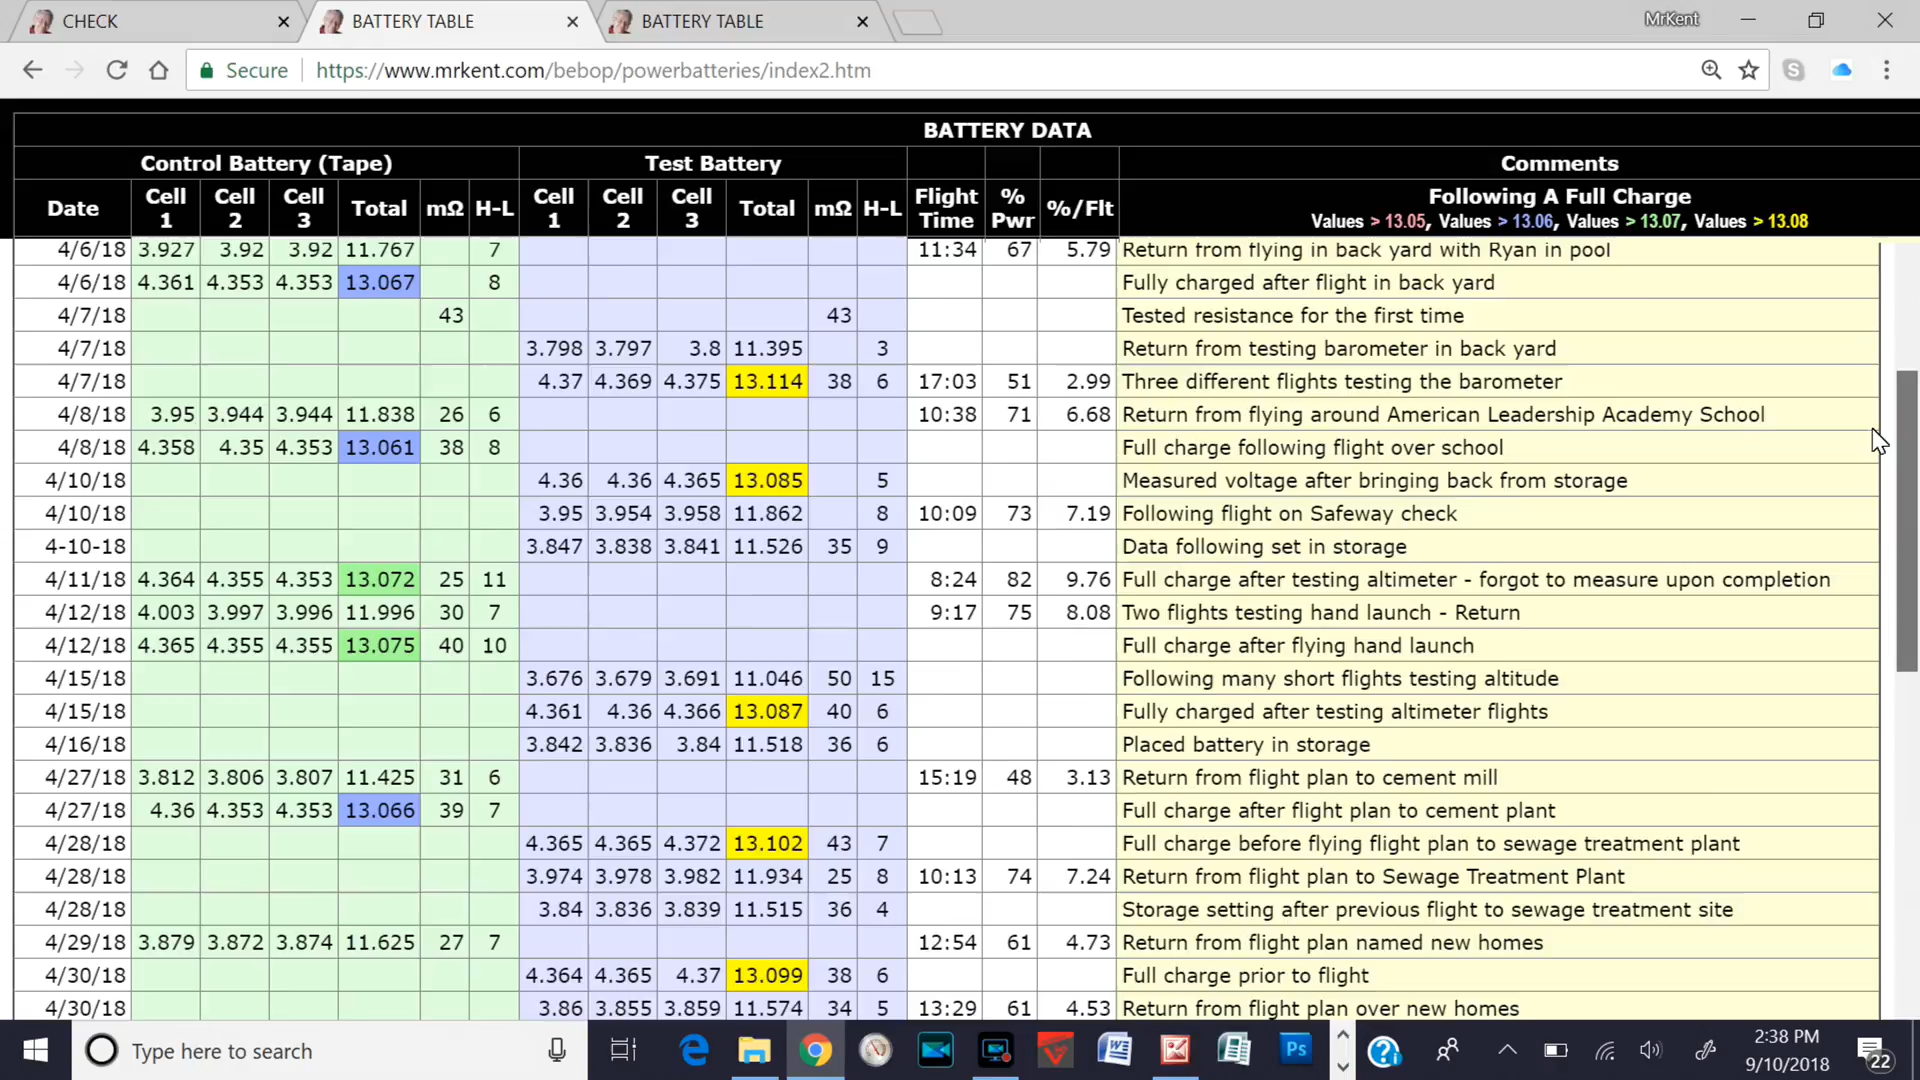 CHECK
BATTERY TABLE
BATTERY TABLE
MrKent
Secure
https://www.mrkent.com/bebop/powerbatteries/index2.htm
BATTERY DATA
Control Battery (Tape) Test Battery Comments
Date Cell 1 Cell 2 Cell 3 Total mΩ H-L Cell 1 Cell 2 Cell 3 Total mΩ H-L Flight Time % Pwr %/Flt Following A Full Charge
Values > 13.05, Values > 13.06, Values > 13.07, Values > 13.08
4/6/18 3.927 3.92 3.92 11.767 7 11:34 67 5.79 Return from flying in back yard with Ryan in pool
4/6/18 4.361 4.353 4.353 13.067 8 Fully charged after flight in back yard
4/7/18 43 43 Tested resistance for the first time
4/7/18 3.798 3.797 3.8 11.395 3 Return from testing barometer in back yard
4/7/18 4.37 4.369 4.375 13.114 38 6 17:03 51 2.99 Three different flights testing the barometer
4/8/18 3.95 3.944 3.944 11.838 26 6 10:38 71 6.68 Return from flying around American Leadership Academy School
4/8/18 4.358 4.35 4.353 13.061 38 8 Full charge following flight over school
4/10/18 4.36 4.36 4.365 13.085 5 Measured voltage after bringing back from storage
4/10/18 3.95 3.954 3.958 11.862 8 10:09 73 7.19 Following flight on Safeway check
4-10-18 3.847 3.838 3.841 11.526 35 9 Data following set in storage
4/11/18 4.364 4.355 4.353 13.072 25 11 8:24 82 9.76 Full charge after testing altimeter - forgot to measure upon completion
4/12/18 4.003 3.997 3.996 11.996 30 7 9:17 75 8.08 Two flights testing hand launch - Return
4/12/18 4.365 4.355 4.355 13.075 40 10 Full charge after flying hand launch
4/15/18 3.676 3.679 3.691 11.046 50 15 Following many short flights testing altitude
4/15/18 4.361 4.36 4.366 13.087 40 6 Fully charged after testing altimeter flights
4/16/18 3.842 3.836 3.84 11.518 36 6 Placed battery in storage
4/27/18 3.812 3.806 3.807 11.425 31 6 15:19 48 3.13 Return from flight plan to cement mill
4/27/18 4.36 4.353 4.353 13.066 39 7 Full charge after flight plan to cement plant
4/28/18 4.365 4.365 4.372 13.102 43 7 Full charge before flying flight plan to sewage treatment plant
4/28/18 3.974 3.978 3.982 11.934 25 8 10:13 74 7.24 Return from flight plan to Sewage Treatment Plant
4/28/18 3.84 3.836 3.839 11.515 36 4 Storage setting after previous flight to sewage treatment site
4/29/18 3.879 3.872 3.874 11.625 27 7 12:54 61 4.73 Return from flight plan named new homes
4/30/18 4.364 4.365 4.37 13.099 38 6 Full charge prior to flight
4/30/18 3.86 3.855 3.859 11.574 34 5 13:29 61 4.53 Return from flight plan over new homes
Type here to search
Ps
2:38 PM
9/10/2018
22